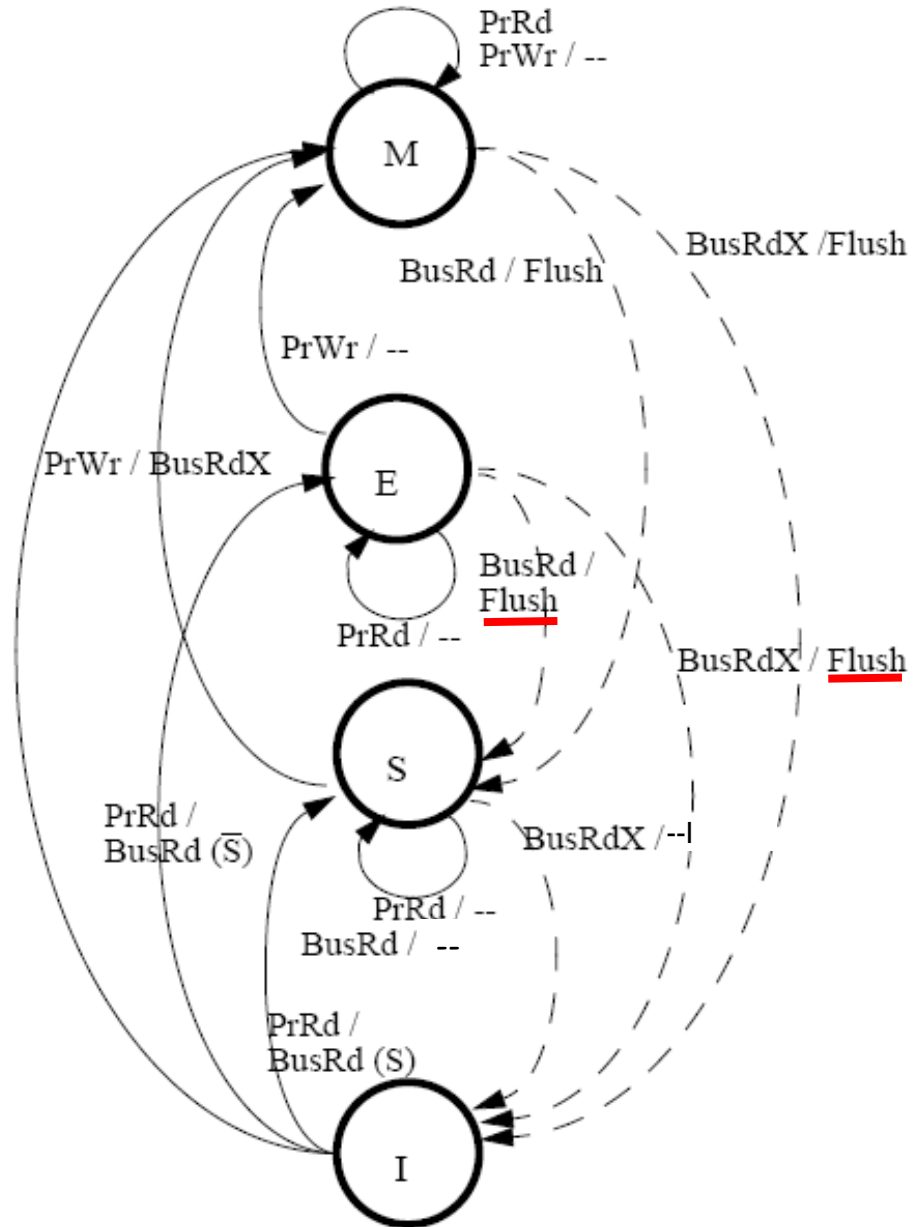 PrRd
PrWr / --
M
BusRdX /Flush
BusRd / Flush
PrWr / --
PrWr / BusRdX
E
BusRd /
Flush
PrRd / --
BusRdX / Flush
S
PrRd /
BusRd (S̅)
BusRdX / --
PrRd / --
BusRd / --
PrRd /
BusRd (S)
I